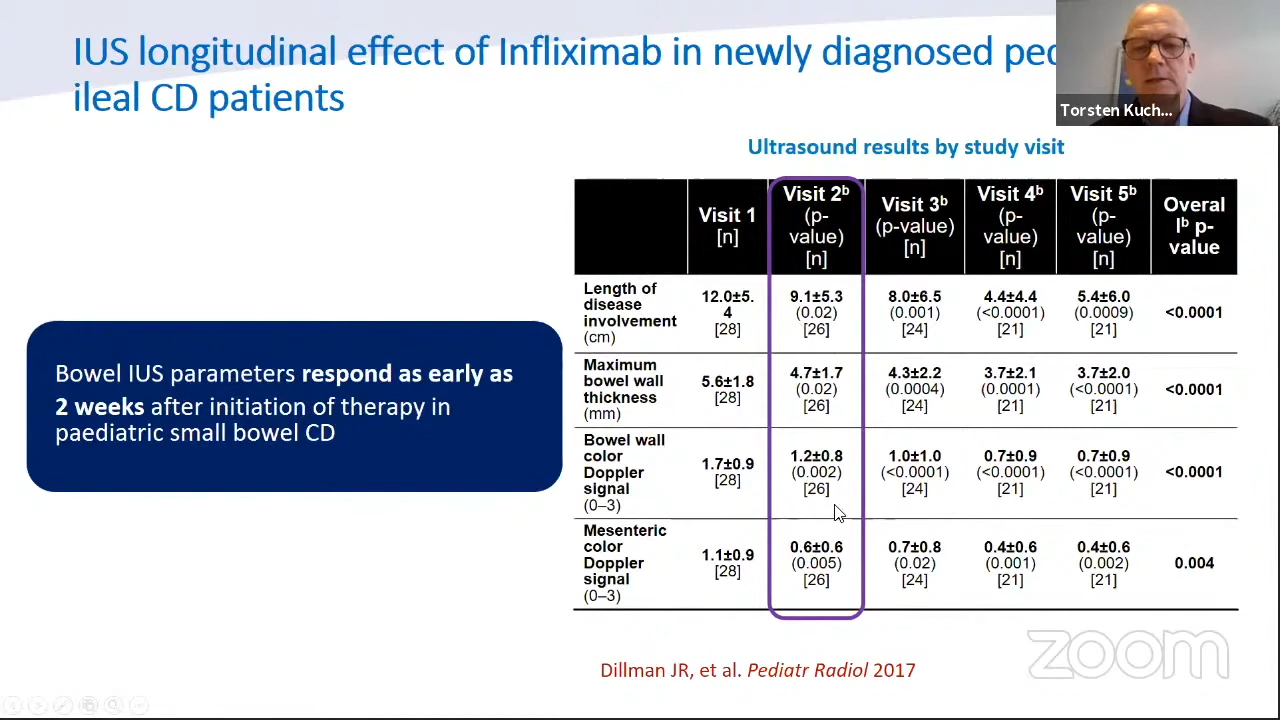 IUS longitudinal effect of Infliximab in newly diagnosed
ileal CD patients
Torsten Kuch...
Ultrasound results by study visit
Visit 1 [n]
Visit 2ᵇ (p-value) [n]
Visit 3ᵇ (p-value) [n]
Visit 4ᵇ (p-value) [n]
Visit 5ᵇ (p-value) [n]
Overall lᵇ p-value
Length of disease involvement (cm)
12.0±5.4 [28]
9.1±5.3 (0.02) [26]
8.0±6.5 (0.001) [24]
4.4±4.4 (<0.0001) [21]
5.4±6.0 (0.0009) [21]
<0.0001
Maximum bowel wall thickness (mm)
5.6±1.8 [28]
4.7±1.7 (0.02) [26]
4.3±2.2 (0.0004) [24]
3.7±2.1 (0.0001) [21]
3.7±2.0 (<0.0001) [21]
<0.0001
Bowel wall color Doppler signal (0–3)
1.7±0.9 [28]
1.2±0.8 (0.002) [26]
1.0±1.0 (<0.0001) [24]
0.7±0.9 (<0.0001) [21]
0.7±0.9 (<0.0001) [21]
<0.0001
Mesenteric color Doppler signal (0–3)
1.1±0.9 [28]
0.6±0.6 (0.005) [26]
0.7±0.8 (0.02) [24]
0.4±0.6 (0.001) [21]
0.4±0.6 (0.002) [21]
0.004
Bowel IUS parameters respond as early as
2 weeks after initiation of therapy in
paediatric small bowel CD
Dillman JR, et al. Pediatr Radiol 2017
zoom